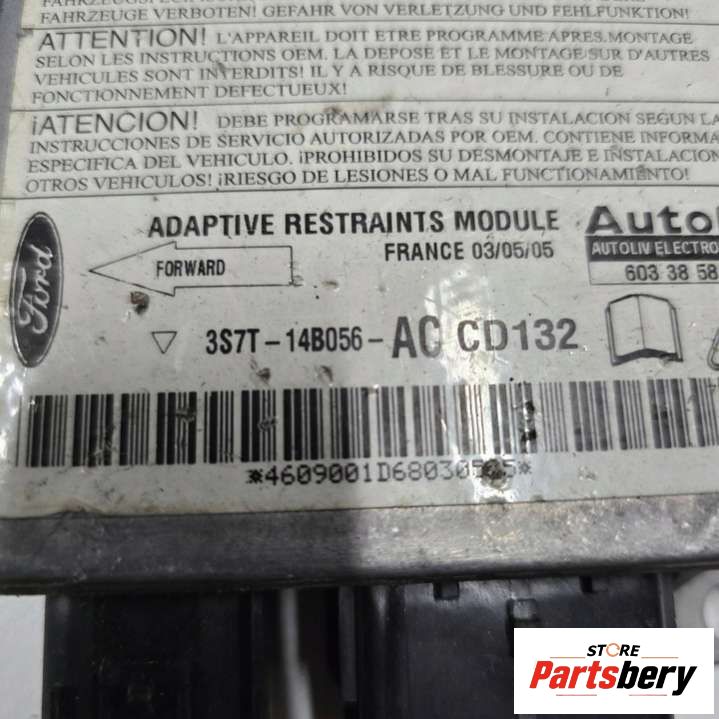 FAHRZEUGE VERBOTEN! GEFAHR VON VERLETZUNG UND FEHLFUNKTION!
ATTENTION! L'APPAREIL DOIT ETRE PROGRAMME APRES. MONTAGE
SELON LES INSTRUCTIONS OEM. LA DEPOSE ET LE MONTAGE SUR D'AUTRES
VEHICULES SONT INTERDITS! IL Y A RISQUE DE BLESSURE OU DE
FONCTIONNEMENT DEFECTUEUX!
¡ATENCION! DEBE PROGRAMARSE TRAS SU INSTALACION SEGUN LA
INSTRUCCIONES DE SERVICIO AUTORIZADAS POR OEM. CONTIENE INFORMA
ESPECIFICA DEL VEHICULO. ¡PROHIBIDOS SU DESMONTAJE E INSTALACION
OTROS VEHICULOS! ¡RIESGO DE LESIONES O MAL FUNCTIONAMIENTO!
Ford
ADAPTIVE RESTRAINTS MODULE
Autol
FORWARD
FRANCE 03/05/05
AUTOLIV ELECTRO
603 38 58
3S7T-14B056-AC CD132
STORE
Partsbery